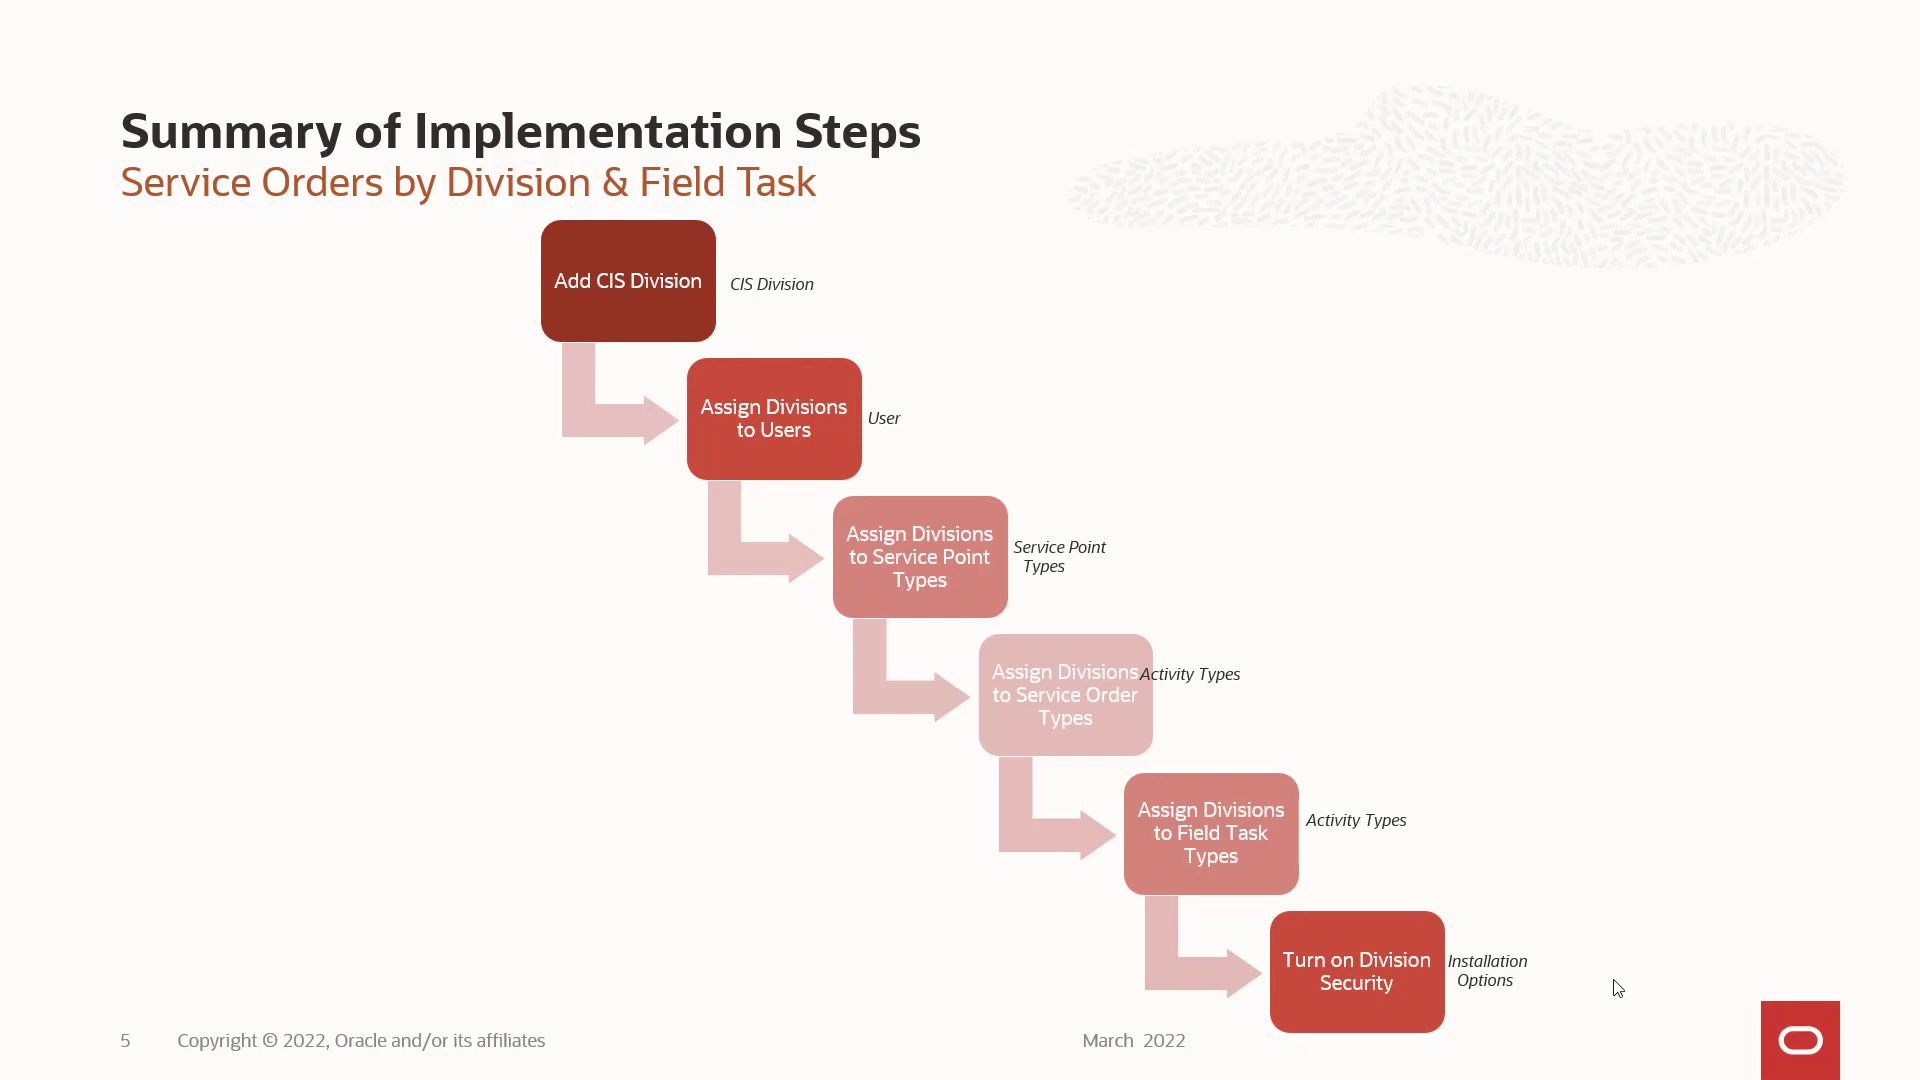 Summary of Implementation Steps
Service Orders by Division & Field Task
Add CIS Division
CIS Division
Assign Divisions
to Users
User
Assign Divisions
to Service Point
Types
Service Point
Types
Assign Divisions
to Service Order
Types
Activity Types
Assign Divisions
to Field Task
Types
Activity Types
Turn on Division
Security
Installation
Options
5
Copyright © 2022, Oracle and/or its affiliates
March 2022